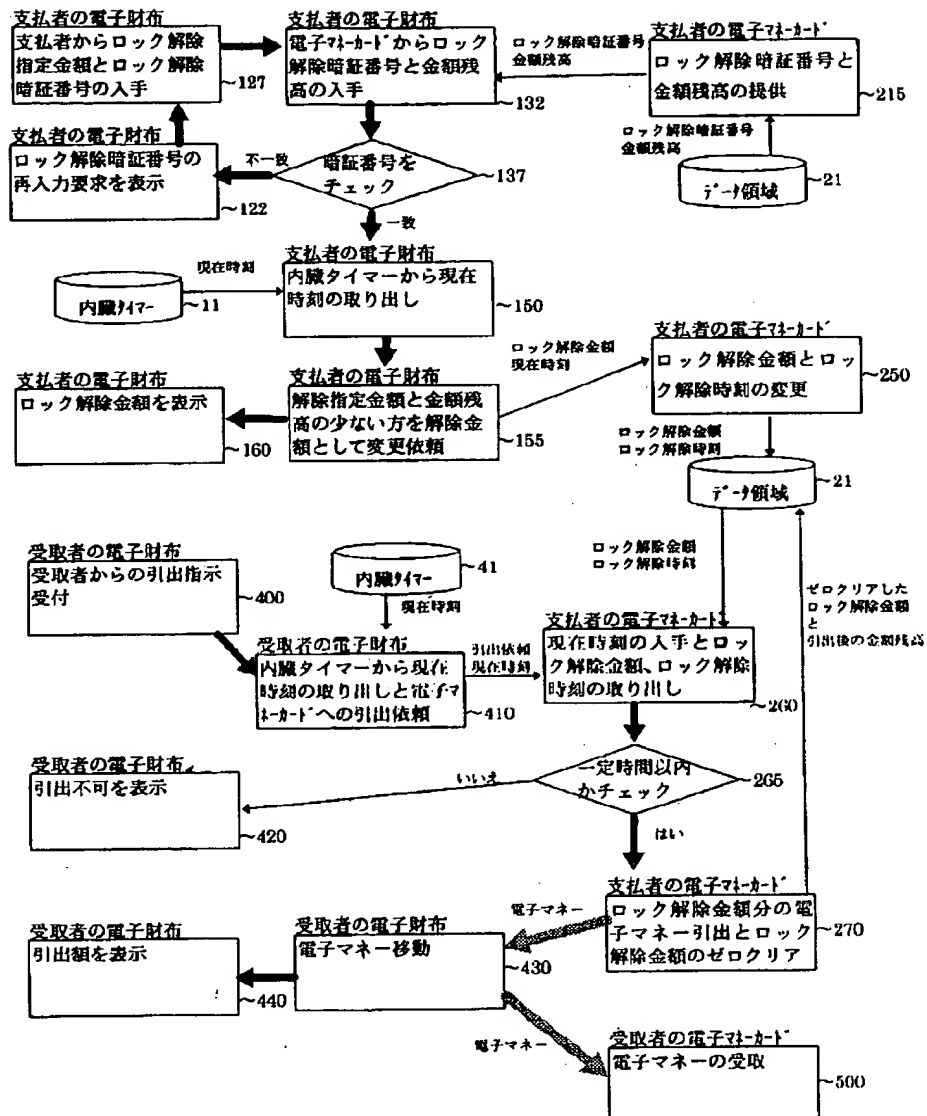 支払者の電子財布
支払者からロック解除
指定金額とロック解除
暗証番号の入手
127
支払者の電子財布
電子マネーカードからロック
解除暗証番号と金額残
高の入手
132
ロック解除暗証番号
金額残高
支払者の電子マネーカード
ロック解除暗証番号と
金額残高の提供
215
ロック解除暗証番号
金額残高
データ領域
21
支払者の電子財布
ロック解除暗証番号の
再入力要求を表示
122
不一致
暗証番号を
チェック
137
一致
現在時刻
内臓タイマー
11
支払者の電子財布
内臓タイマーから現在
時刻の取り出し
150
ロック解除金額
現在時刻
支払者の電子マネーカード
ロック解除金額とロッ
ク解除時刻の変更
250
支払者の電子財布
ロック解除金額を表示
160
支払者の電子財布
解除指定金額と金額残
高の少ない方を解除金
額として変更依頼
155
ロック解除金額
ロック解除時刻
データ領域
21
受取者の電子財布
受取者からの引出指示
受付
400
内臓タイマー
41
現在時刻
ロック解除金額
ロック解除時刻
ゼロクリアした
ロック解除金額
と
引出後の金額残高
受取者の電子財布
内臓タイマーから現在
時刻の取り出しと電子マ
ネーカードへの引出依頼
410
引出依頼
現在時刻
支払者の電子マネーカード
現在時刻の入手とロッ
ク解除金額、ロック解除
時刻の取り出し
260
受取者の電子財布
引出不可を表示
420
いいえ
一定時間以内
かチェック
265
はい
支払者の電子マネーカード
ロック解除金額分の電
子マネー引出とロック
解除金額のゼロクリア
270
電子マネー
受取者の電子財布
電子マネー移動
430
受取者の電子財布
引出額を表示
440
電子マネー
受取者の電子マネーカード
電子マネーの受取
500